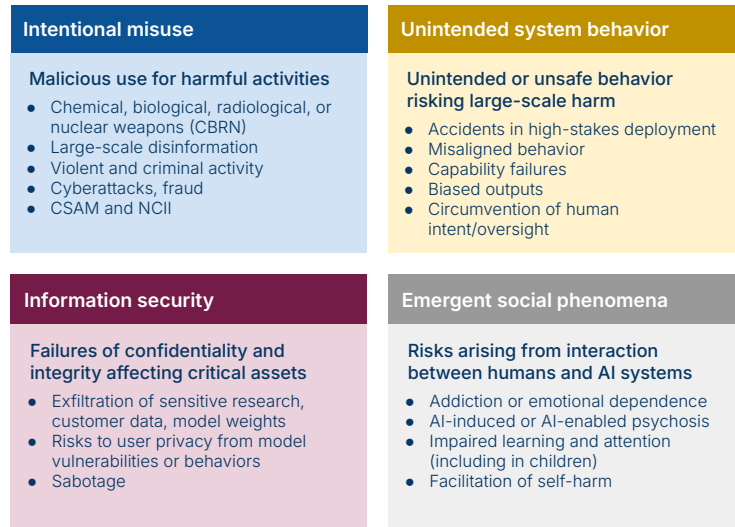 Intentional misuse
Malicious use for harmful activities
● Chemical, biological, radiological, or
nuclear weapons (CBRN)
● Large-scale disinformation
● Violent and criminal activity
● Cyberattacks, fraud
● CSAM and NCII
Unintended system behavior
Unintended or unsafe behavior
risking large-scale harm
● Accidents in high-stakes deployment
● Misaligned behavior
● Capability failures
● Biased outputs
● Circumvention of human
intent/oversight
Information security
Failures of confidentiality and
integrity affecting critical assets
● Exfiltration of sensitive research,
customer data, model weights
● Risks to user privacy from model
vulnerabilities or behaviors
● Sabotage
Emergent social phenomena
Risks arising from interaction
between humans and AI systems
● Addiction or emotional dependence
● AI-induced or AI-enabled psychosis
● Impaired learning and attention
(including in children)
● Facilitation of self-harm